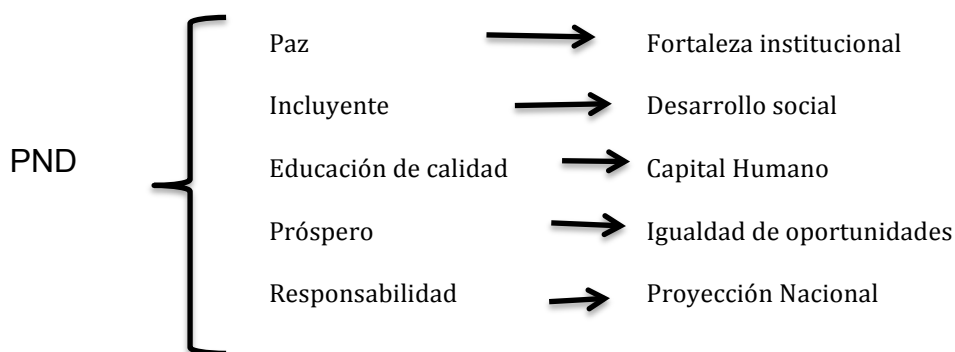 Paz Fortaleza institucional
Incluyente Desarrollo social
PND
Educación de calidad Capital Humano
Próspero Igualdad de oportunidades
Responsabilidad Proyección Nacional